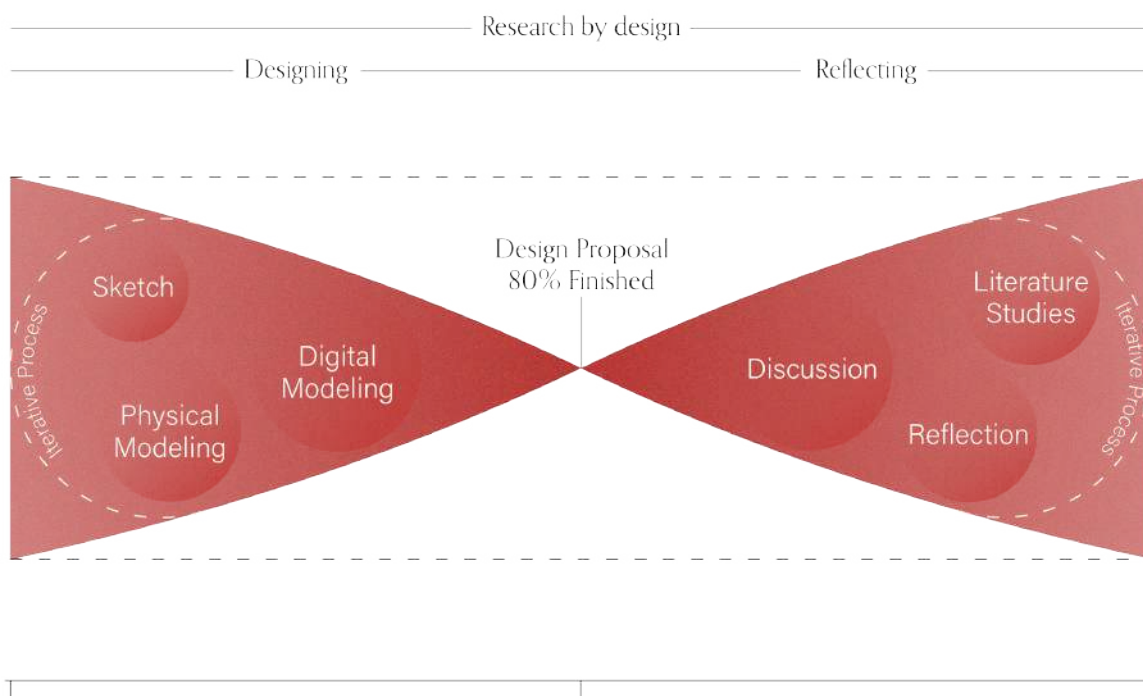 Research by design
Designing
Reflecting
Design Proposal
80% Finished
Sketch
Digital
Modeling
Physical
Modeling
Iterative Process
Literature
Studies
Discussion
Reflection
Iterative Process